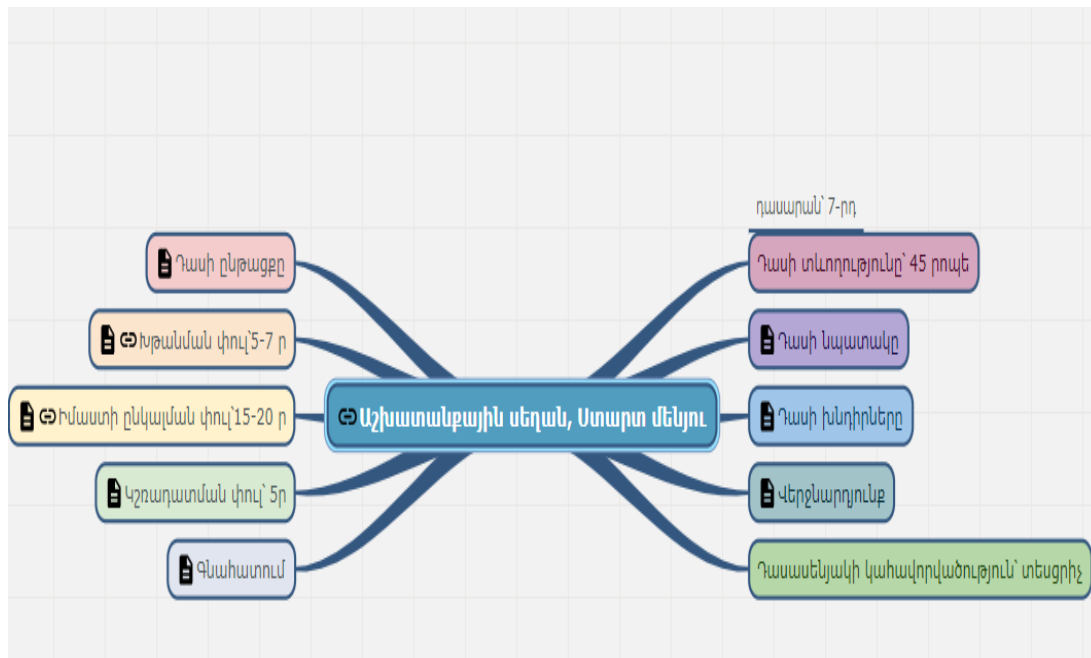 դասարան՝ 7-րդ
Դասի ընթացքը
Դասի տևողությունը՝ 45 րոպե
Խթանման փուլ՝5-7 ր
Դասի նպատակը
Իմաստի ընկալման փուլ՝15-20 ր
Աշխատանքային սեղան, Ստարտ մենյու
Դասի խնդիրները
Կշռադատման փուլ՝ 5ր
Վերջնարդյունք
Գնահատում
Դասասենյակի կահավորվածություն՝ տեսցրիչ